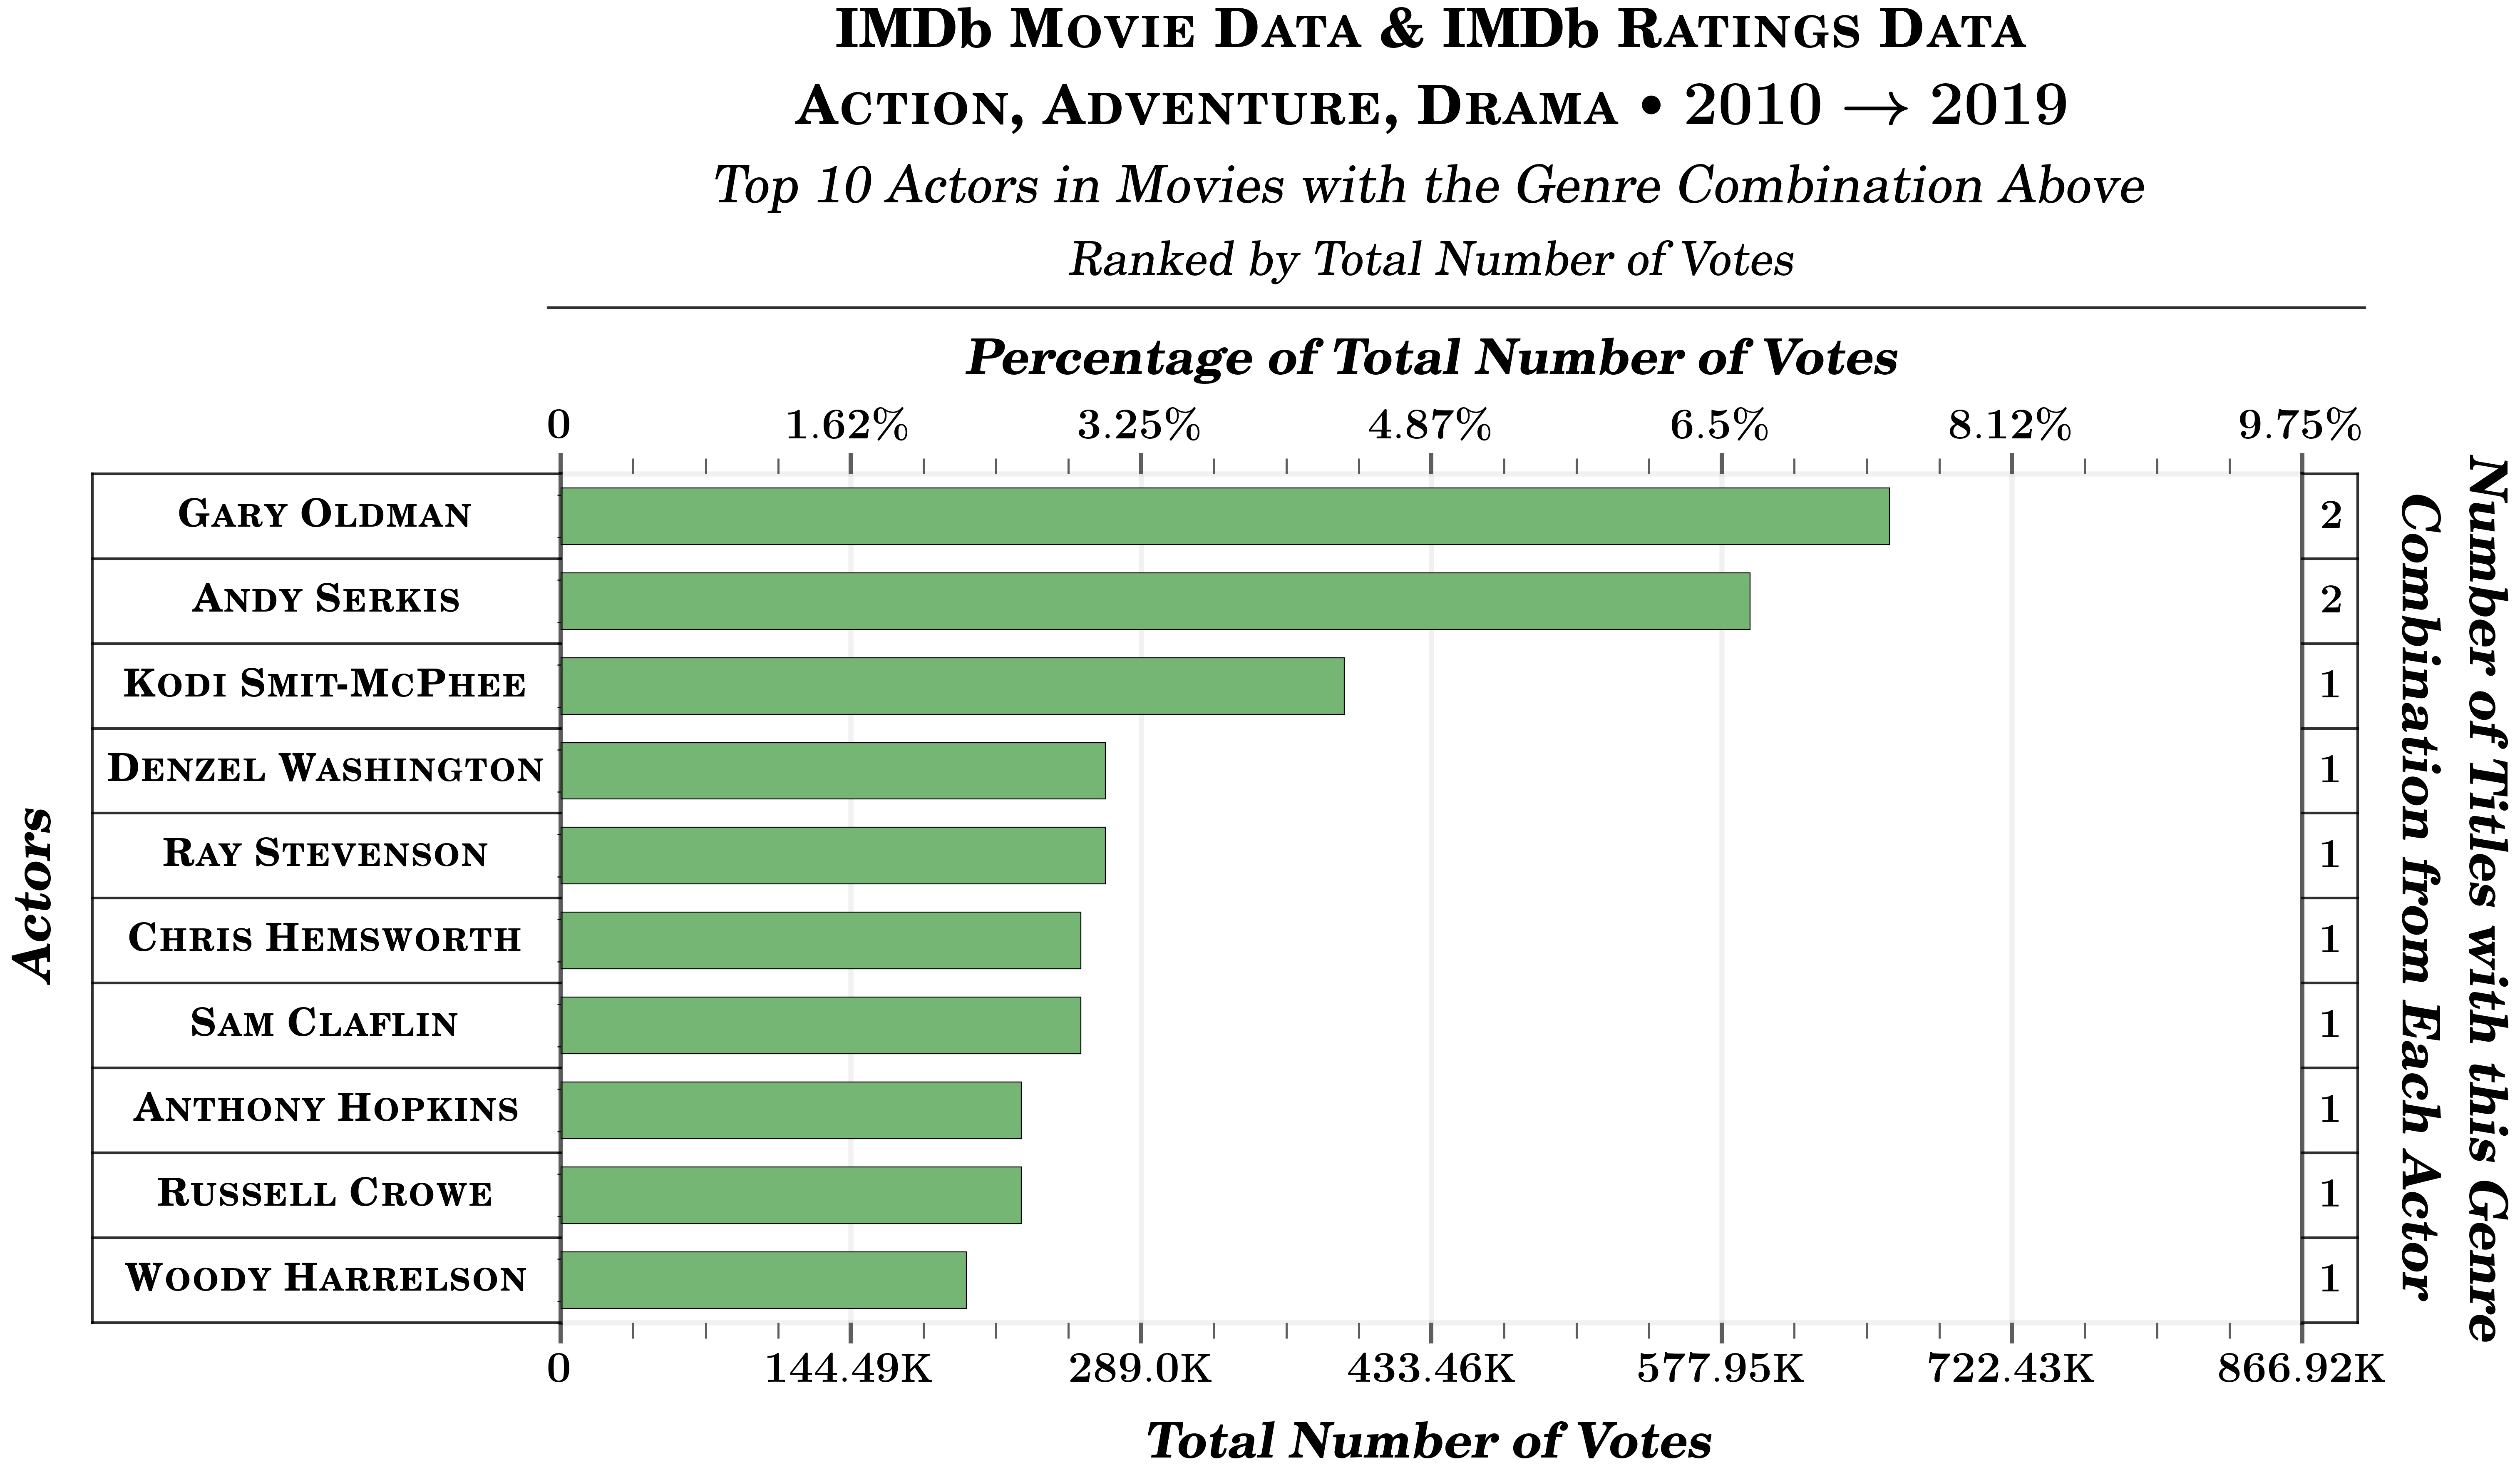 IMDb Movie Data & IMDb Ratings Data
Action, Adventure, Drama • 2010 → 2019
Top 10 Actors in Movies with the Genre Combination Above
Ranked by Total Number of Votes
Percentage of Total Number of Votes
0 1.62% 3.25% 4.87% 6.5% 8.12% 9.75%
Gary Oldman 2
Andy Serkis 2
Kodi Smit-McPhee 1
Denzel Washington 1
Ray Stevenson 1
Chris Hemsworth 1
Sam Claflin 1
Anthony Hopkins 1
Russell Crowe 1
Woody Harrelson 1
0 144.49K 289.0K 433.46K 577.95K 722.43K 866.92K
Total Number of Votes
Actors
Number of Titles with this Genre
Combination from Each Actor